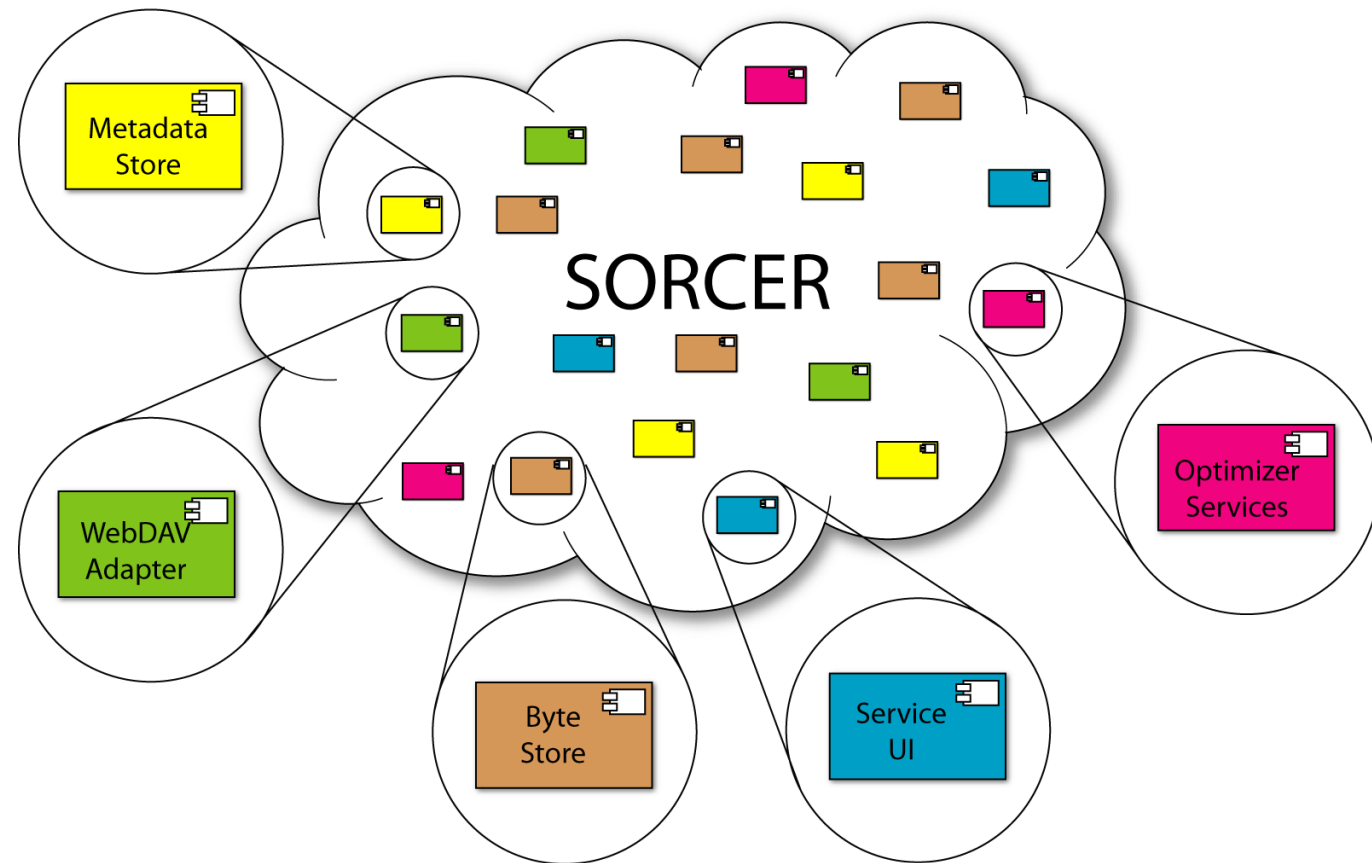 Metadata
Store
SORCER
WebDAV
Adapter
Optimizer
Services
Byte
Store
Service
UI